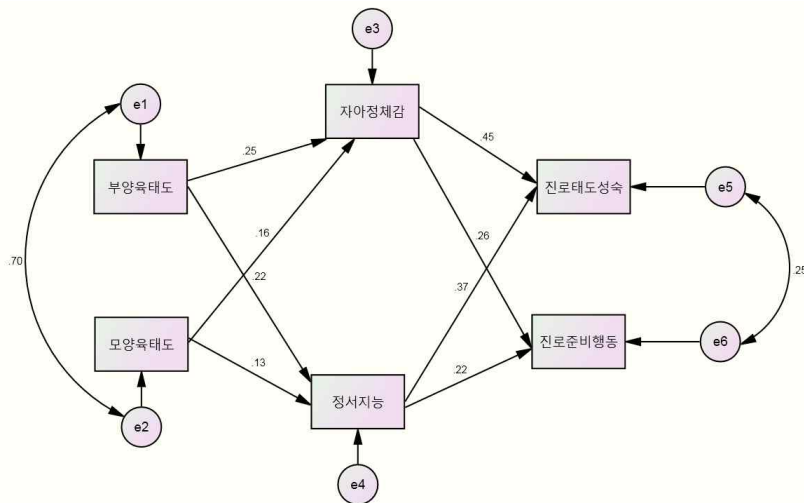 e3
e1
자아정체감
.25
.45
부양육태도
진로태도성숙
e5
.16
.26
.70
.22
.37
.25
모양육태도
진로준비행동
e6
.13
.22
정서지능
e2
e4